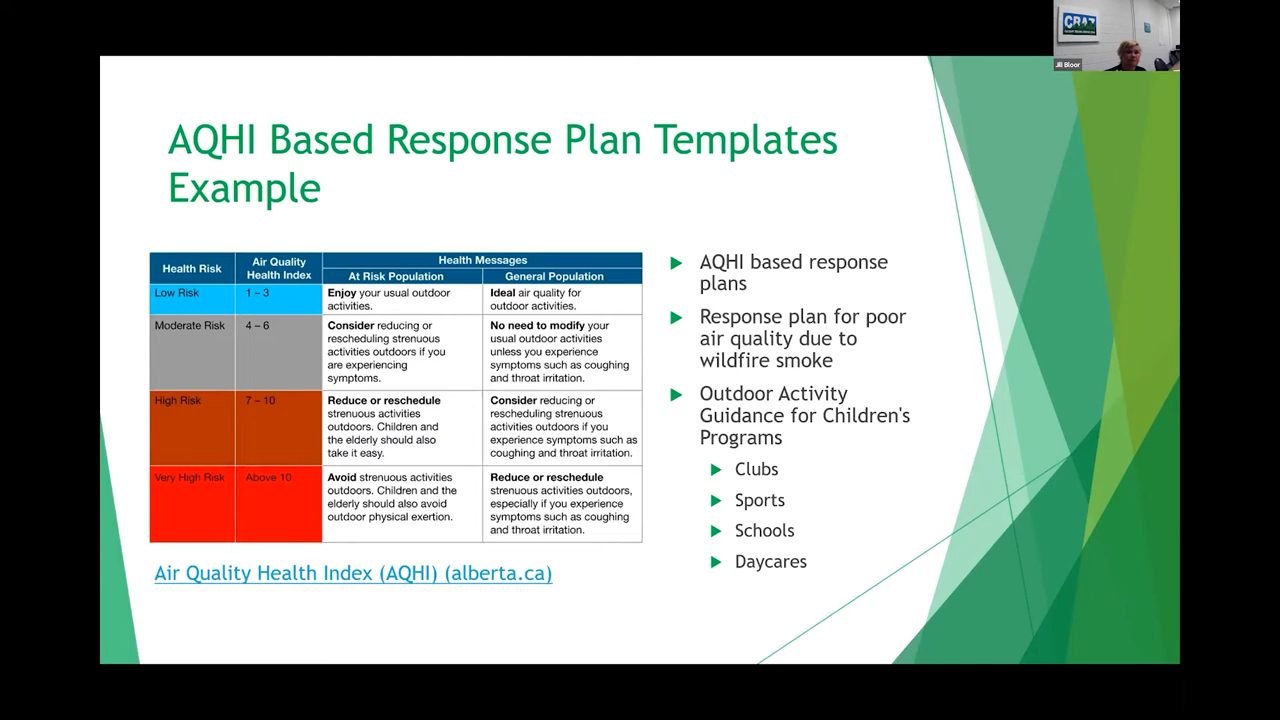 CRAZ
Jill Bloor
AQHI Based Response Plan Templates
Example
Health Risk
Air Quality
Health Index
Health Messages
At Risk Population
General Population
Low Risk
1 – 3
Enjoy your usual outdoor
activities.
Ideal air quality for
outdoor activities.
Moderate Risk
4 – 6
Consider reducing or
rescheduling strenuous
activities outdoors if you
are experiencing
symptoms.
No need to modify your
usual outdoor activities
unless you experience
symptoms such as coughing
and throat irritation.
High Risk
7 – 10
Reduce or reschedule
strenuous activities
outdoors. Children and
the elderly should also
take it easy.
Consider reducing or
rescheduling strenuous
activities outdoors if you
experience symptoms such as
coughing and throat irritation.
Very High Risk
Above 10
Avoid strenuous activities
outdoors. Children and the
elderly should also avoid
outdoor physical exertion.
Reduce or reschedule
strenuous activities outdoors,
especially if you experience
symptoms such as coughing
and throat irritation.
Air Quality Health Index (AQHI) (alberta.ca)
AQHI based response
plans
Response plan for poor
air quality due to
wildfire smoke
Outdoor Activity
Guidance for Children's
Programs
Clubs
Sports
Schools
Daycares